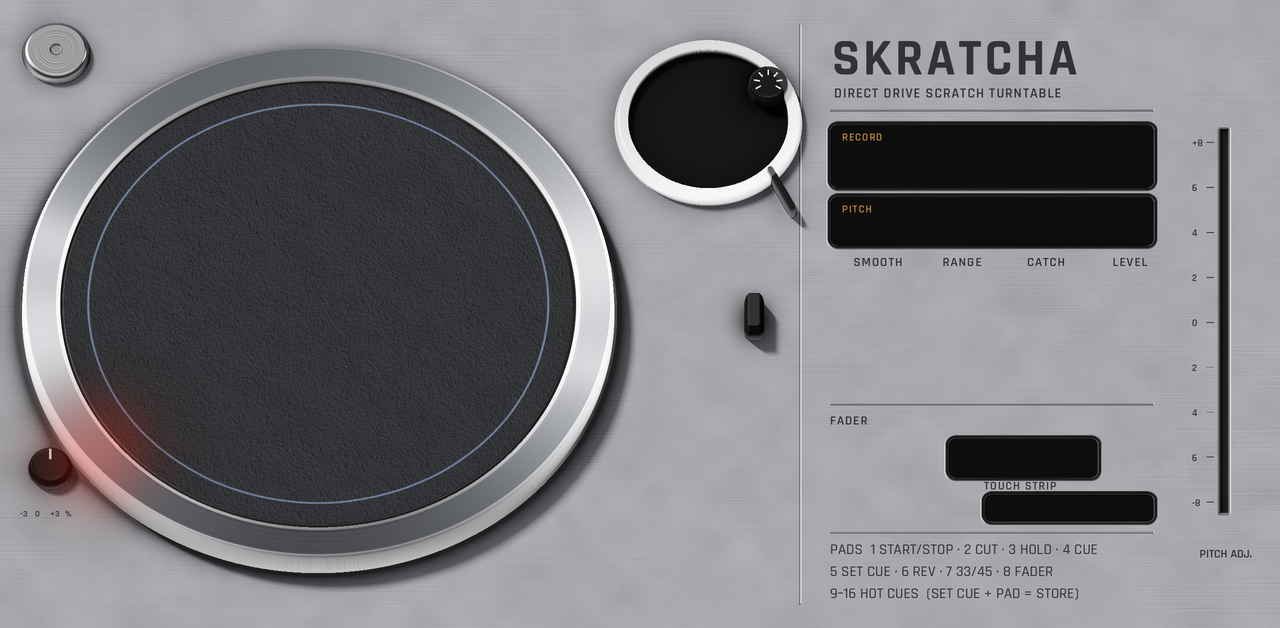 SKRATCHA
DIRECT DRIVE SCRATCH TURNTABLE
RECORD
PITCH
SMOOTH RANGE CATCH LEVEL
+8
6
4
2
0
2
4
6
-8
PITCH ADJ.
FADER
TOUCH STRIP
-3 0 +3 %
PADS 1 START/STOP · 2 CUT · 3 HOLD · 4 CUE
5 SET CUE · 6 REV · 7 33/45 · 8 FADER
9-16 HOT CUES (SET CUE + PAD = STORE)